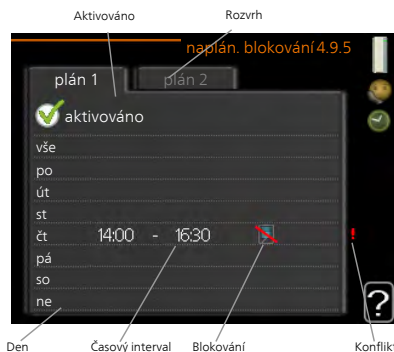 Aktivováno Rozvrh
naplán. blokování 4.9.5
plán 1 plán 2
aktivováno
vše
po
út
st
čt 14:00 - 16:30 !
pá
so
ne
?
Den Časový interval Blokování Konflikt